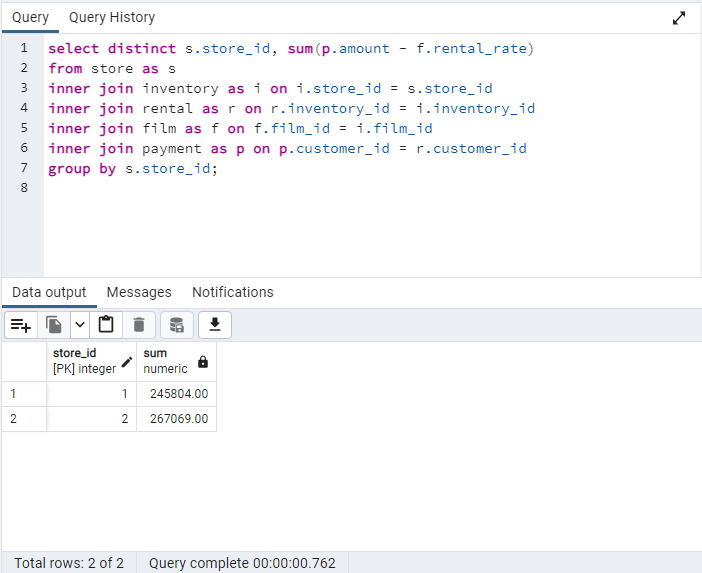 Query Query History
1 select distinct s.store_id, sum(p.amount - f.rental_rate)
2 from store as s
3 inner join inventory as i on i.store_id = s.store_id
4 inner join rental as r on r.inventory_id = i.inventory_id
5 inner join film as f on f.film_id = i.film_id
6 inner join payment as p on p.customer_id = r.customer_id
7 group by s.store_id;
8
Data output Messages Notifications
store_id sum
[PK] integer numeric
1 1 245804.00
2 2 267069.00
Total rows: 2 of 2 Query complete 00:00:00.762